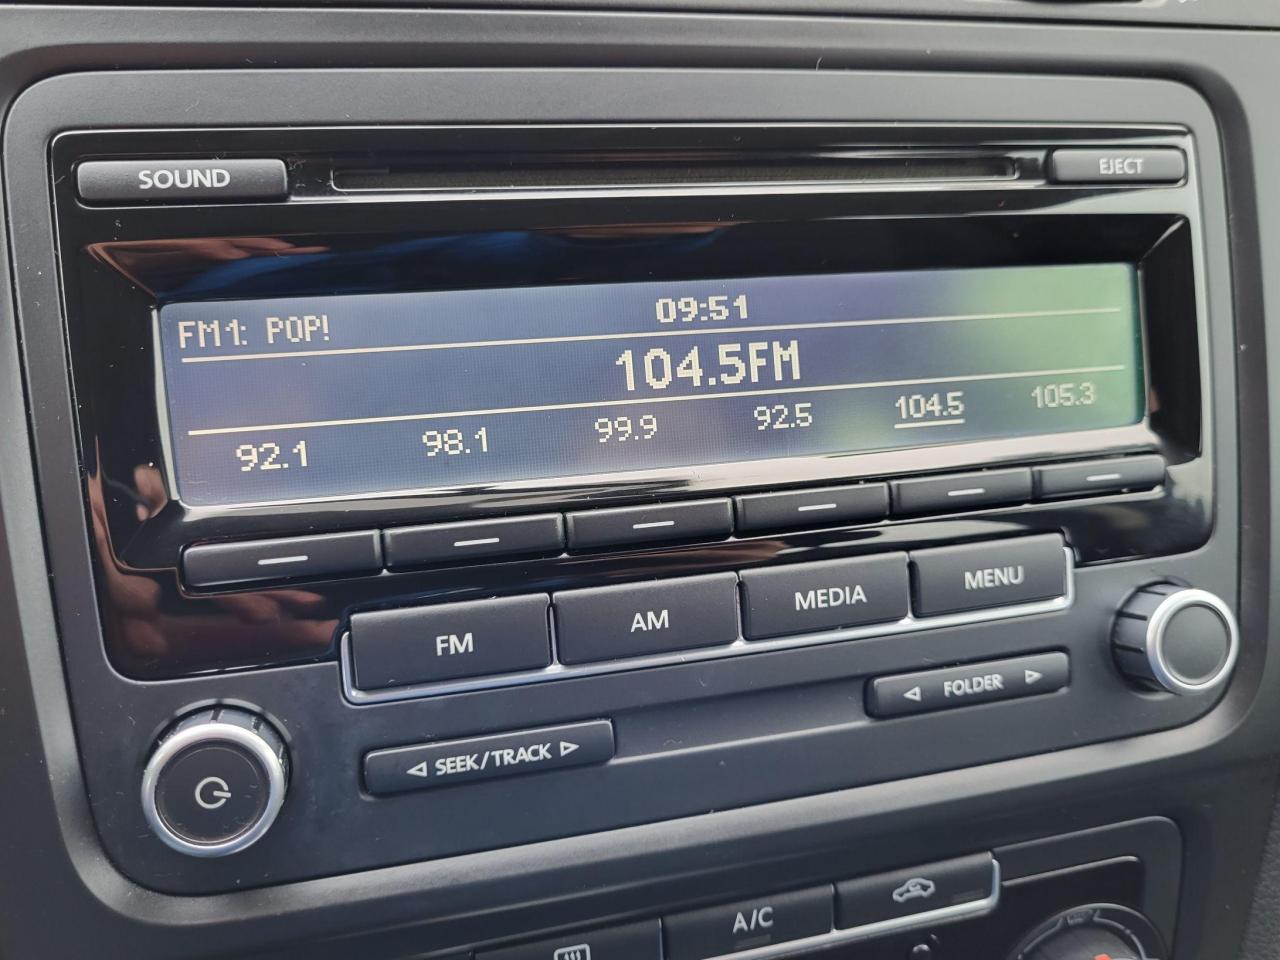 SOUND
EJECT
FM1: POP!
09:51
104.5FM
92.1 98.1 99.9 92.5 104.5 105.3
FM AM MEDIA MENU
SEEK/TRACK
FOLDER
A/C